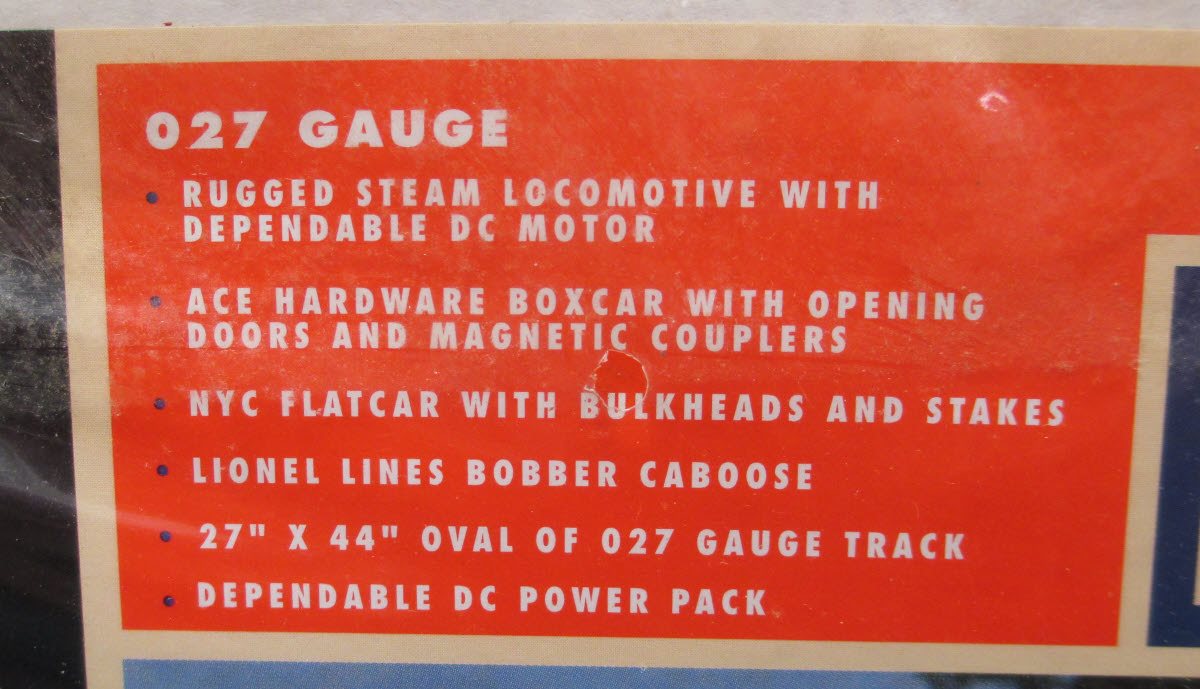 027 GAUGE
• RUGGED STEAM LOCOMOTIVE WITH
DEPENDABLE DC MOTOR
• ACE HARDWARE BOXCAR WITH OPENING
DOORS AND MAGNETIC COUPLERS
• NYC FLATCAR WITH BULKHEADS AND STAKES
• LIONEL LINES BOBBER CABOOSE
• 27" X 44" OVAL OF 027 GAUGE TRACK
• DEPENDABLE DC POWER PACK